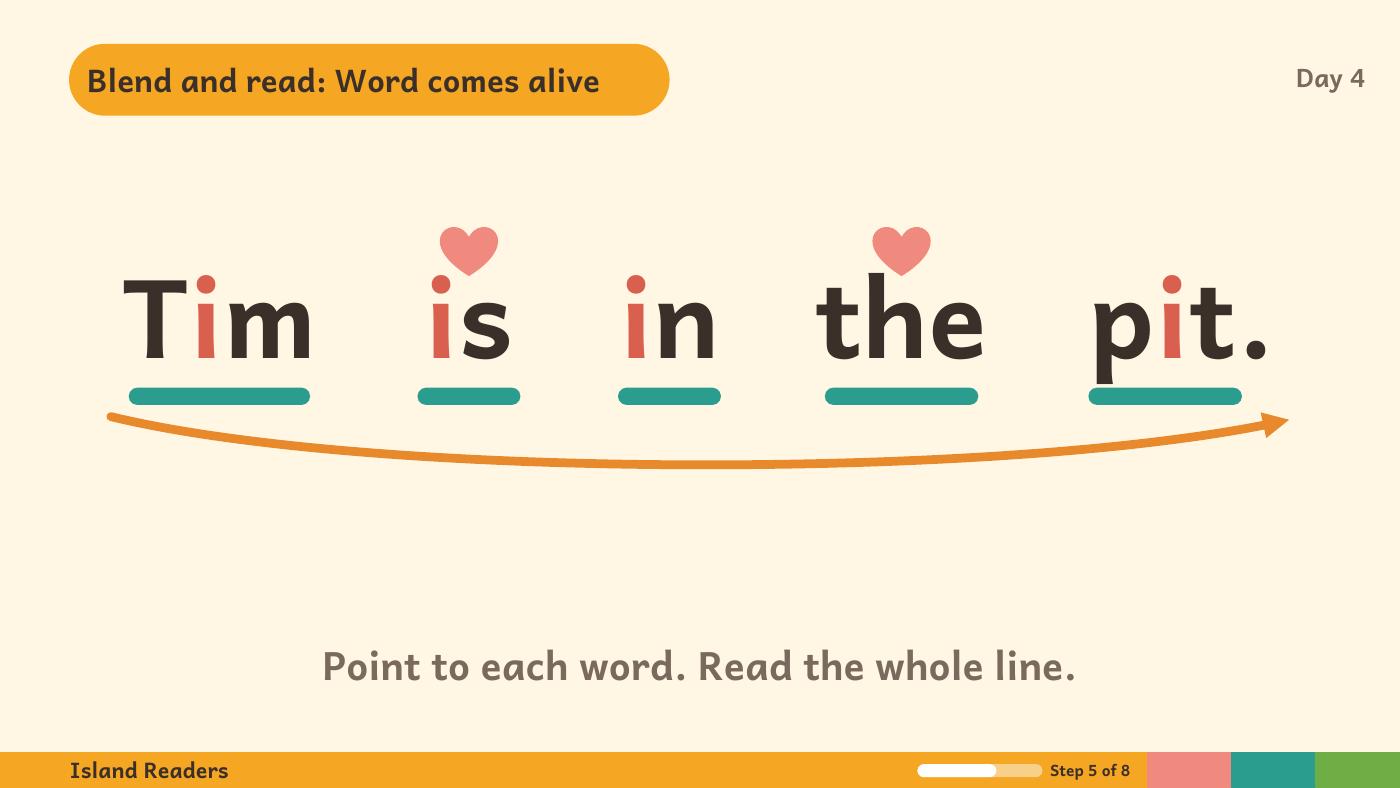 Blend and read: Word comes alive
Day 4
Tim is in the pit.
Point to each word. Read the whole line.
Island Readers
Step 5 of 8